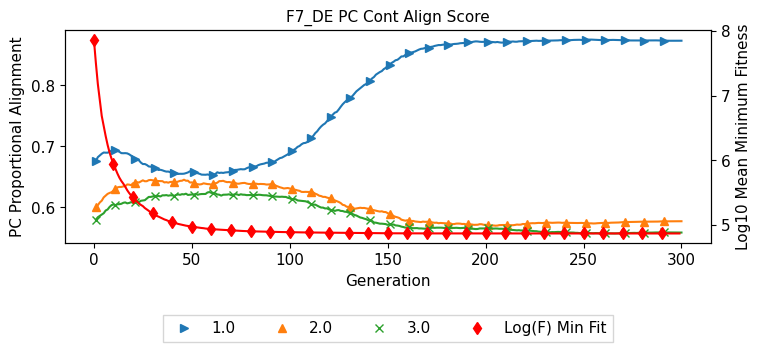 F7_DE PC Cont Align Score
PC Proportional Alignment
0.8
0.7
0.6
8
7
6
5
Log10 Mean Minimum Fitness
0 50 100 150 200 250 300
Generation
1.0 2.0 3.0 Log(F) Min Fit